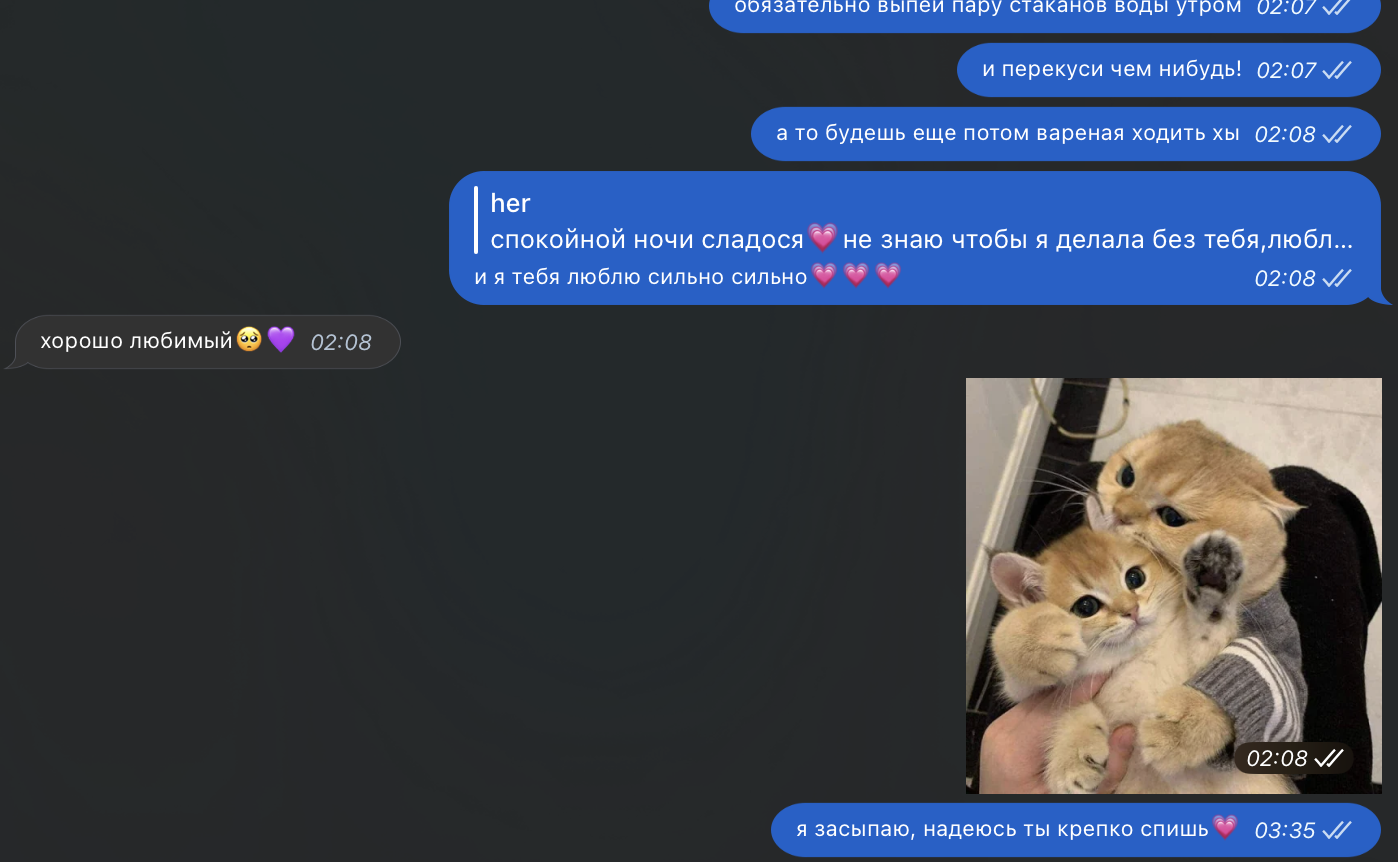 обязательно выпей пару стаканов воды утром 02:07
и перекуси чем нибудь! 02:07
а то будешь еще потом вареная ходить хы 02:08
her
спокойной ночи сладося💗не знаю чтобы я делала без тебя,любл...
и я тебя люблю сильно сильно💗💗💗 02:08
хорошо любимый🥺💜 02:08
02:08
я засыпаю, надеюсь ты крепко спишь💗 03:35